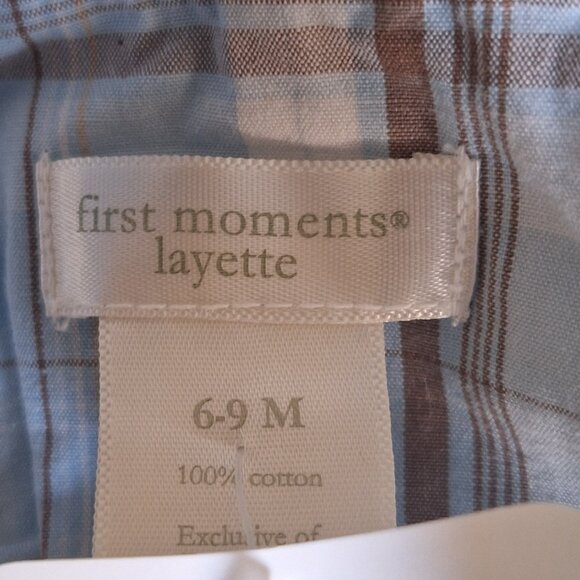 first moments®
layette
6-9 M
100% cotton
Exclusive of